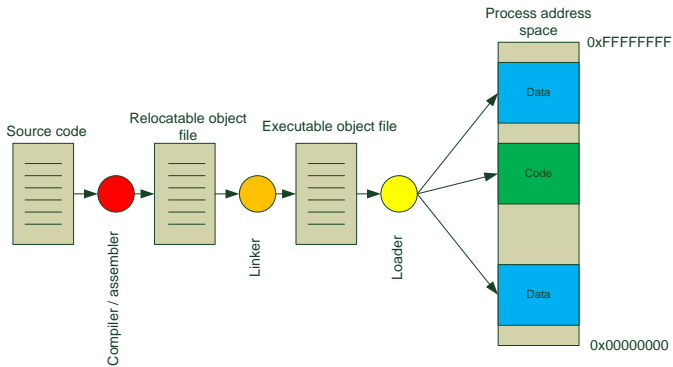 Process address
space
0xFFFFFFFF
Data
Relocatable object
file
Executable object file
Source code
Code
Compiler / assembler
Linker
Loader
Data
0x00000000